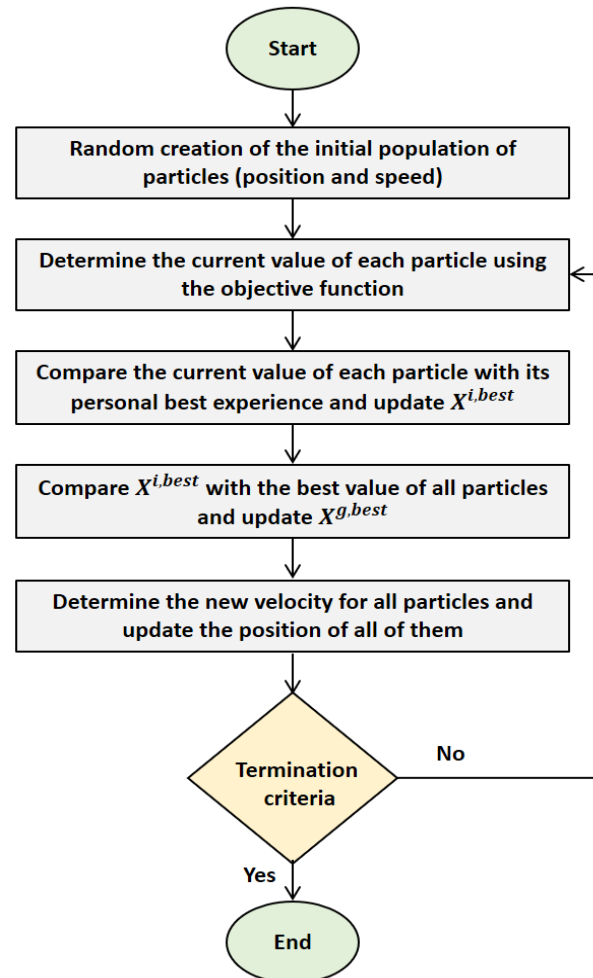 Start
Random creation of the initial population of
particles (position and speed)
Determine the current value of each particle using
the objective function
Compare the current value of each particle with its
personal best experience and update X^{i,best}
Compare X^{i,best} with the best value of all particles
and update X^{g,best}
Determine the new velocity for all particles and
update the position of all of them
No
Termination
criteria
Yes
End